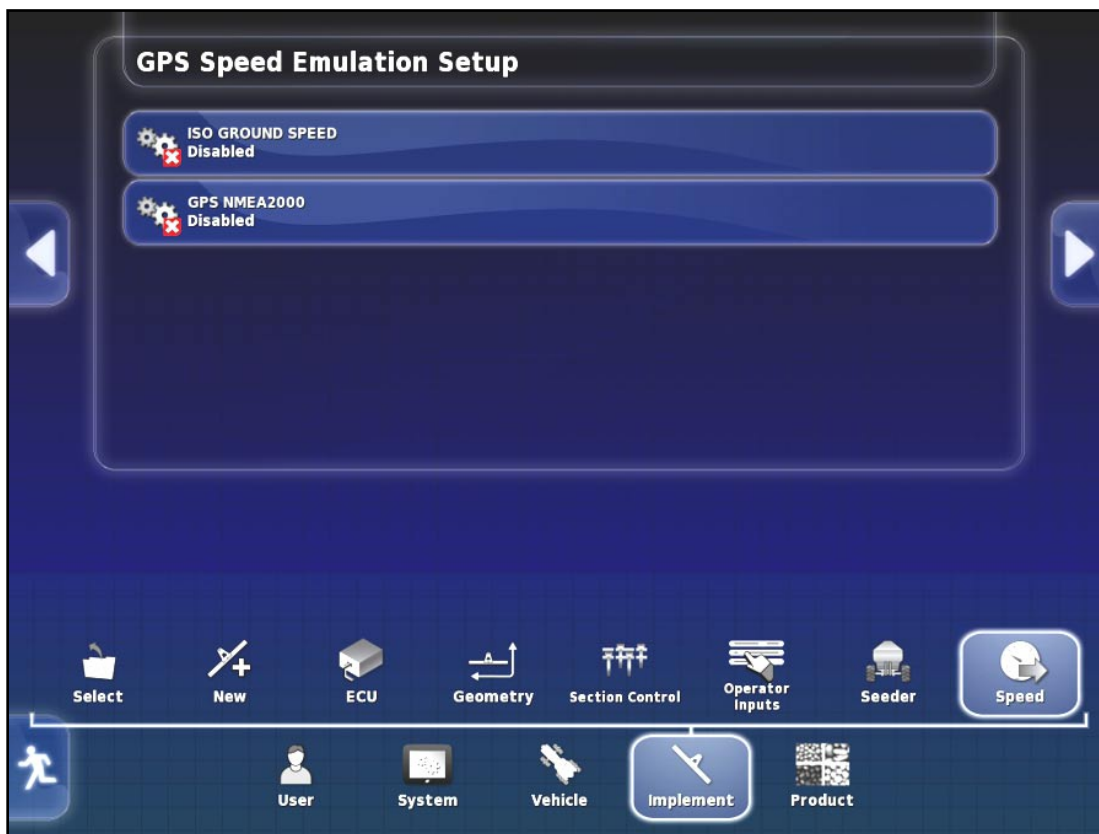 GPS Speed Emulation Setup
ISO GROUND SPEED
Disabled
GPS NMEA2000
Disabled
Select
New
ECU
Geometry
Section Control
Operator
Inputs
Seeder
Speed
User
System
Vehicle
Implement
Product